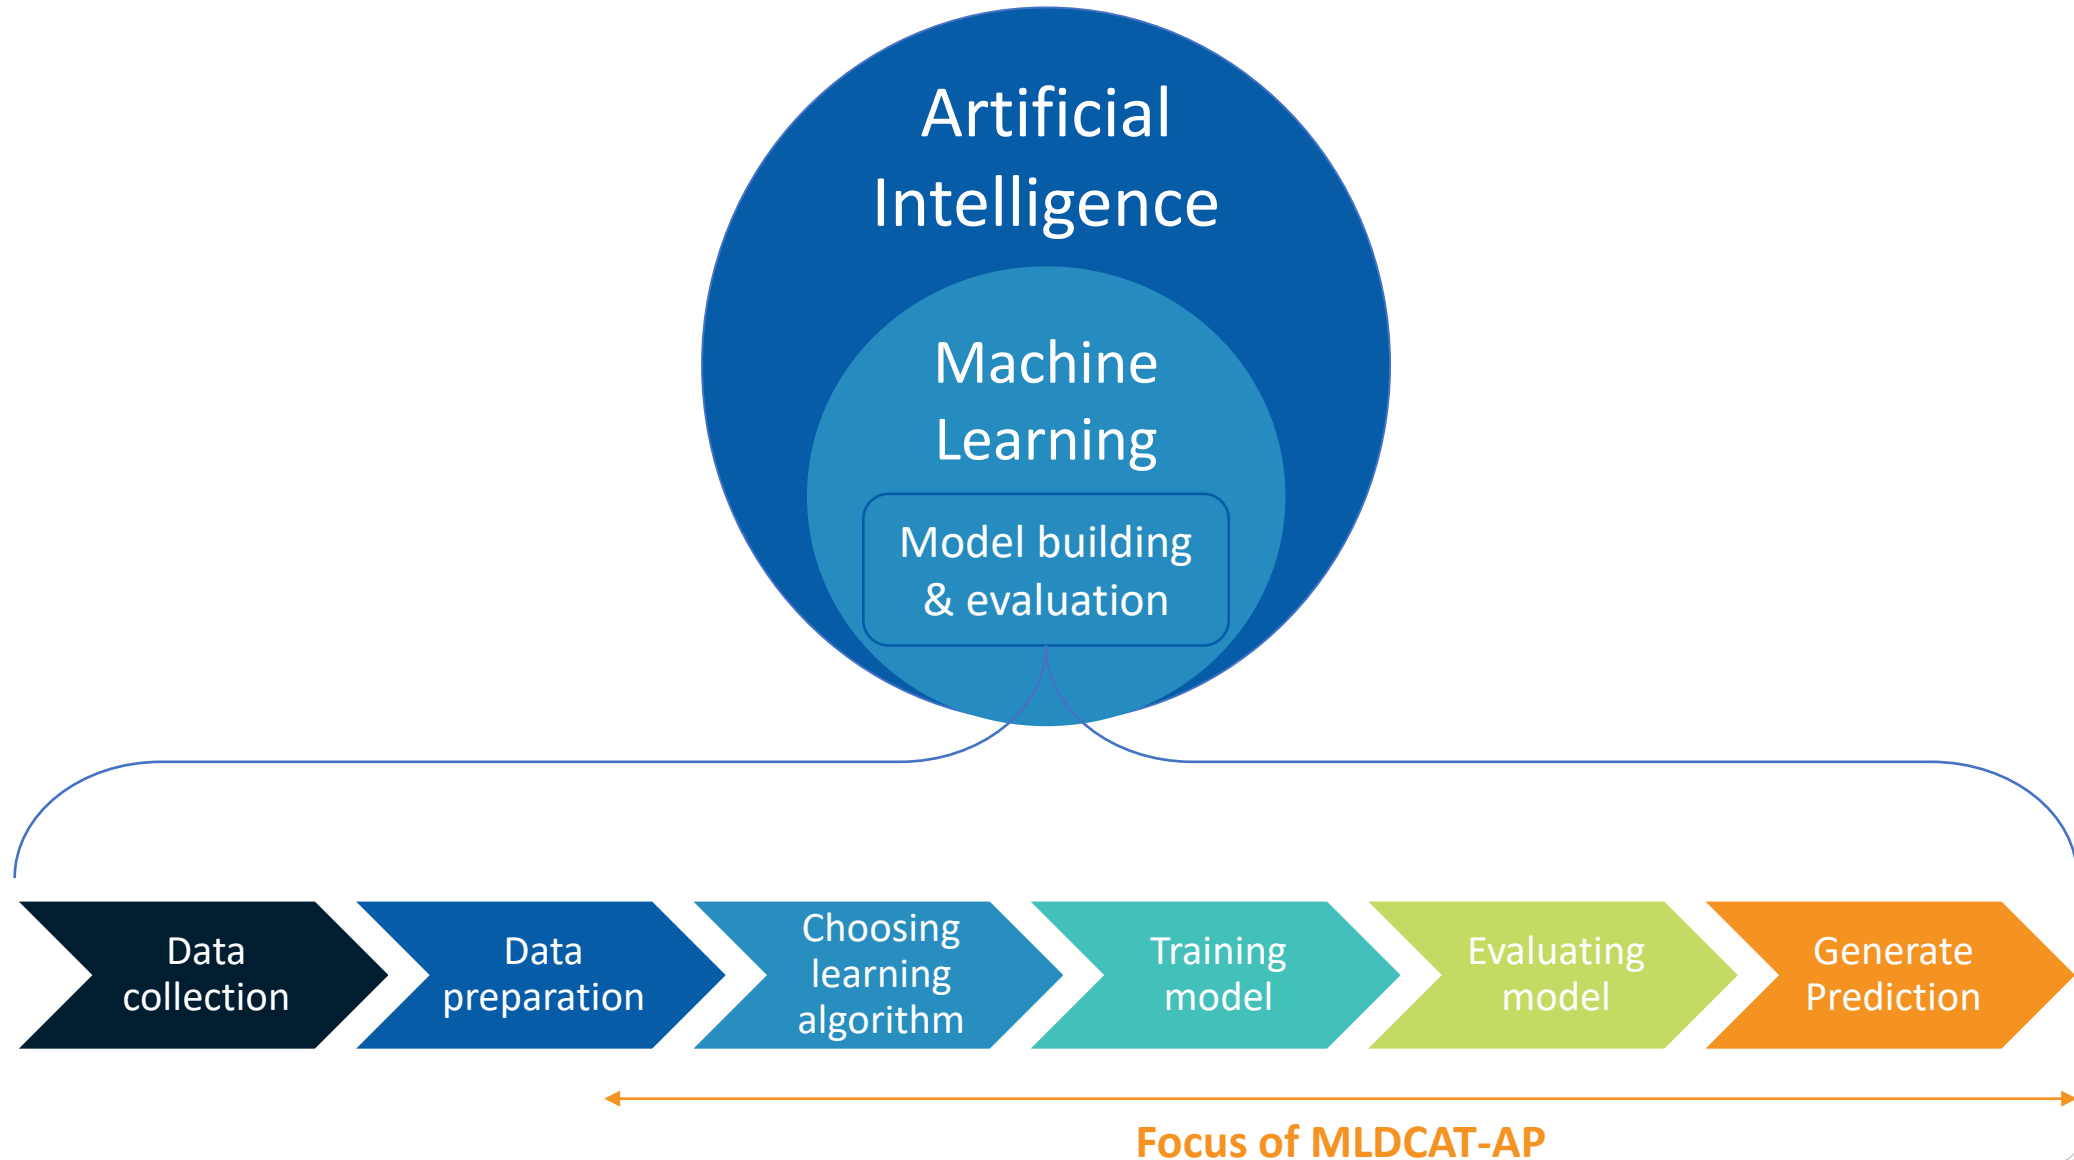 Artificial
Intelligence
Machine
Learning
Model building
& evaluation
Data
collection
Data
preparation
Choosing
learning
algorithm
Training
model
Evaluating
model
Generate
Prediction
Focus of MLDCAT-AP